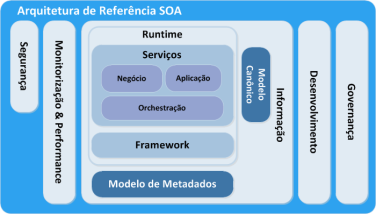 Arquitetura de Referência SOA
Segurança
Monitorização & Performance
Runtime
Serviços
Negócio
Aplicação
Orchestração
Framework
Modelo de Metadados
Modelo
Canônico
Informação
Desenvolvimento
Governança